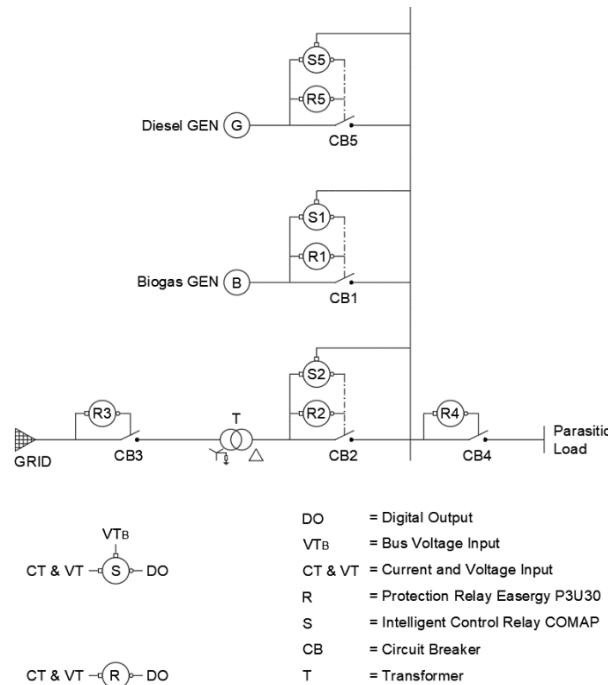 S5
R5
Diesel GEN G
CB5
S1
R1
Biogas GEN B
CB1
S2
R3 T R2 R4
GRID CB3 CB2 CB4 Parasitic Load
VTB
CT & VT S DO
CT & VT R DO
DO = Digital Output
VTB = Bus Voltage Input
CT & VT = Current and Voltage Input
R = Protection Relay Easergy P3U30
S = Intelligent Control Relay COMAP
CB = Circuit Breaker
T = Transformer